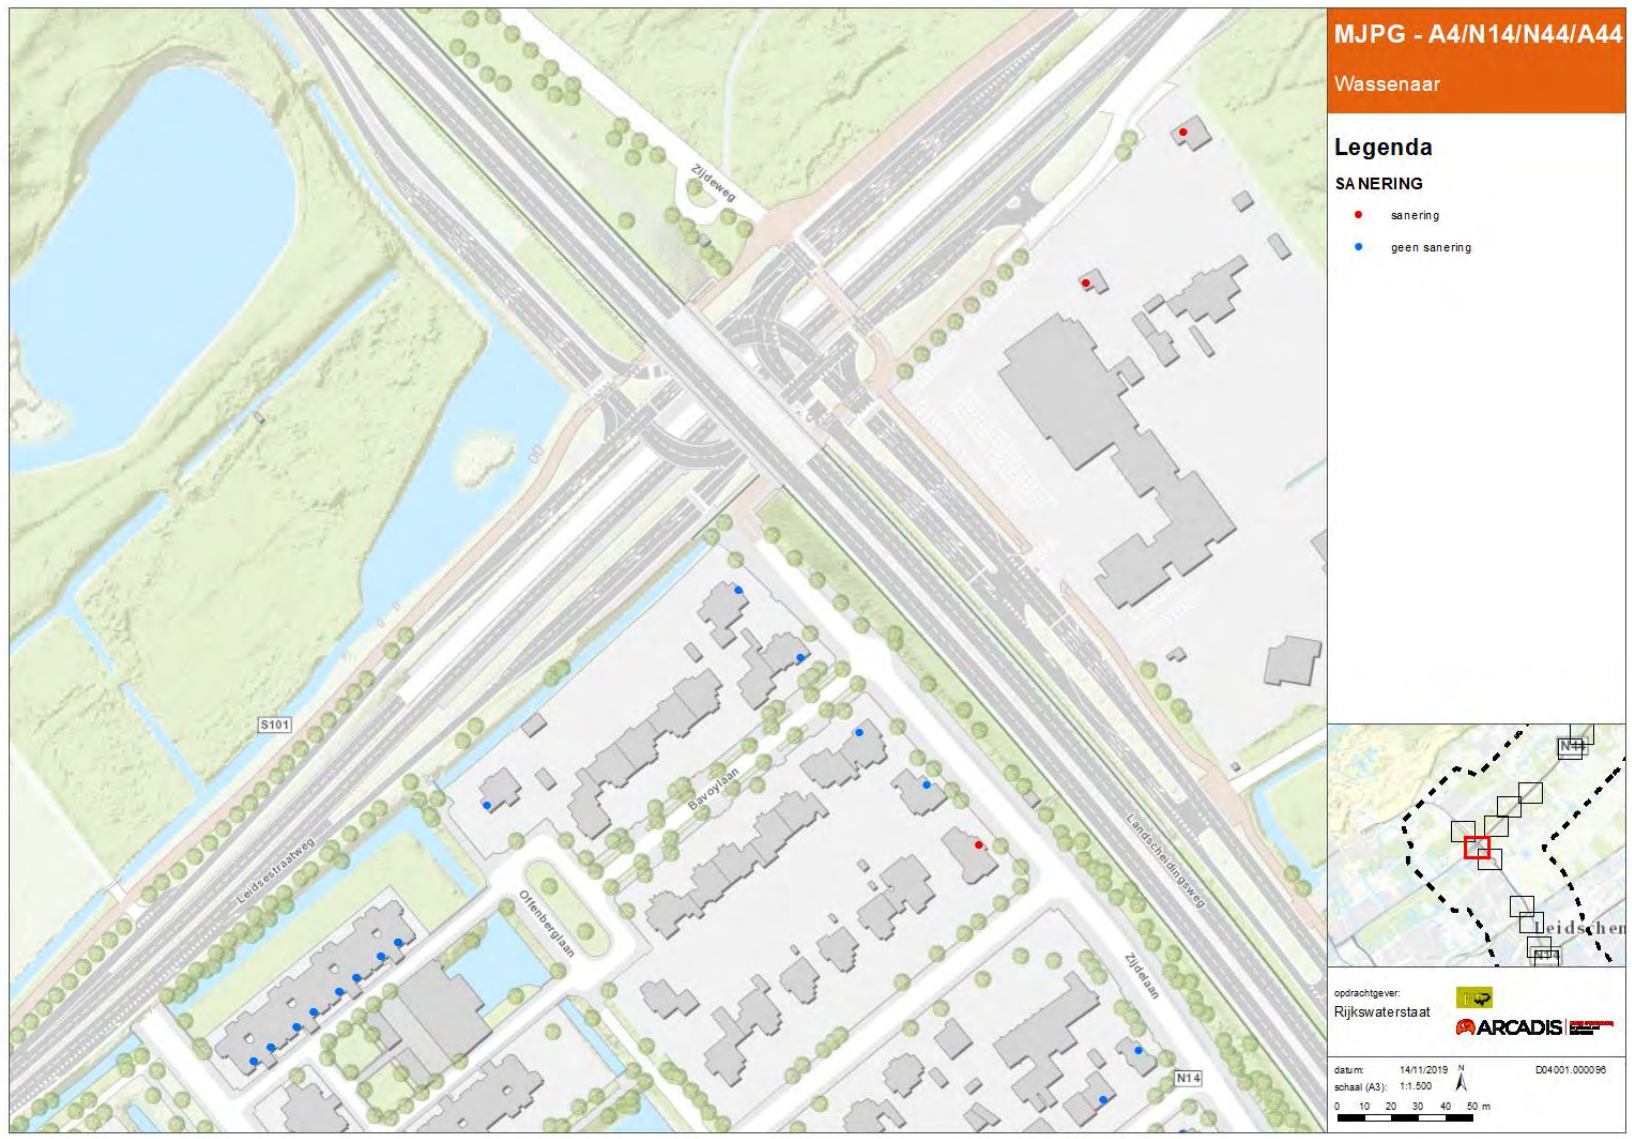 MJPG - A4/N14/N44/A44
Wassenaar
Legenda
SANERING
sanering
geen sanering
Zijdeweg
S101
Bavoylaan
Leidsestraatweg
Offenberglaan
Landscheidingsweg
Zijdelaan
N14
Leidschen
N14
opdrachtgever:
Rijkswaterstaat
ARCADIS
datum: 14/11/2019 N D04001.000096
schaal (A3): 1:1.500
0 10 20 30 40 50 m